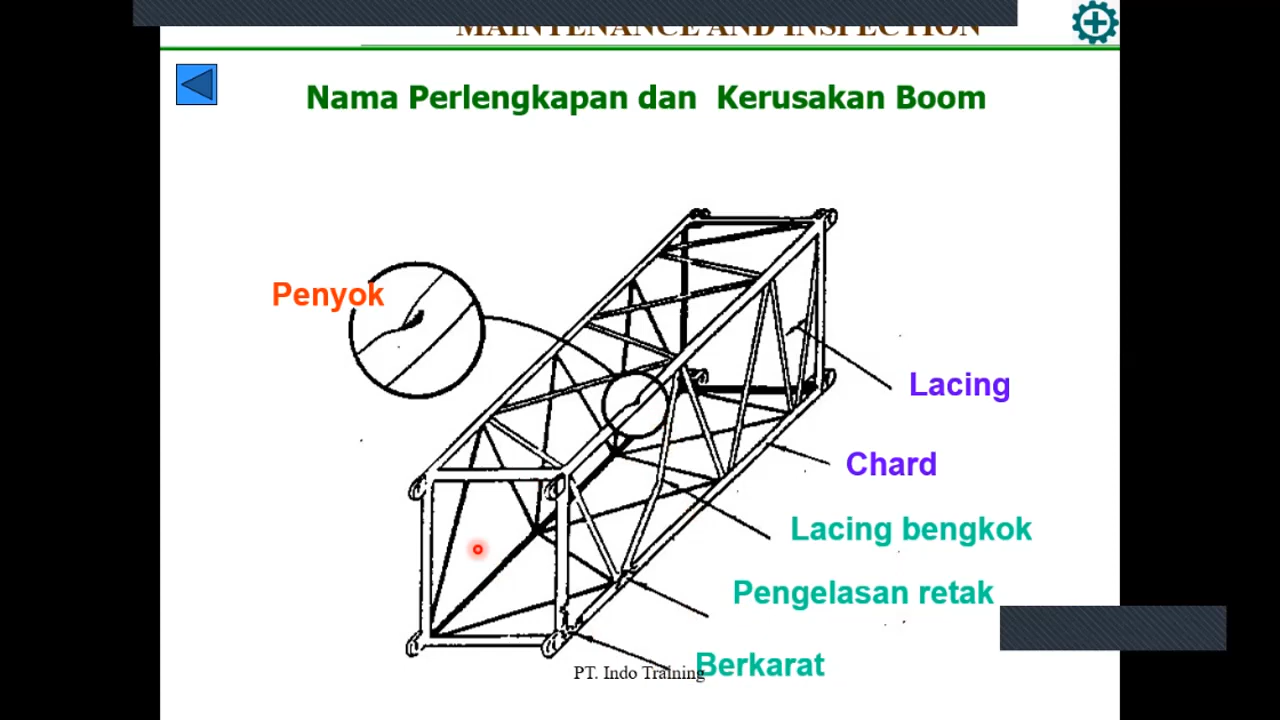 MAINTENANCE AND INSPECTION
Nama Perlengkapan dan Kerusakan Boom
Penyok
Lacing
Chard
Lacing bengkok
Pengelasan retak
Berkarat
PT. Indo Training